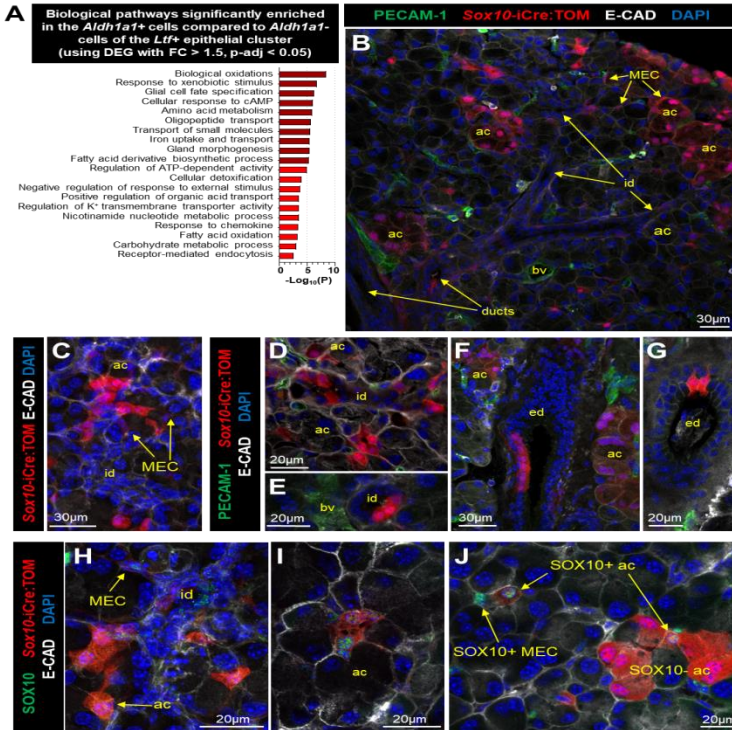 A
Biological pathways significantly enriched
in the Aldh1a1+ cells compared to Aldh1a1-
cells of the Ltf+ epithelial cluster
(using DEG with FC > 1.5, p-adj < 0.05)
Biological oxidations
Response to xenobiotic stimulus
Glial cell fate specification
Cellular response to cAMP
Amino acid metabolism
Oligopeptide transport
Transport of small molecules
Iron uptake and transport
Gland morphogenesis
Fatty acid derivative biosynthetic process
Regulation of ATP-dependent activity
Cellular detoxification
Negative regulation of response to external stimulus
Positive regulation of organic acid transport
Regulation of K+ transmembrane transporter activity
Nicotinamide nucleotide metabolic process
Response to chemokine
Fatty acid oxidation
Carbohydrate metabolic process
Receptor-mediated endocytosis
0 5 10
-Log10(P)
PECAM-1 Sox10-iCre:TOM E-CAD DAPI
B
MEC
ac
ac
ac
id
ac
ac
bv
ducts
30µm
Sox10-iCre:TOM E-CAD DAPI
C
ac
MEC
id
30µm
PECAM-1 Sox10-iCre:TOM
E-CAD DAPI
D
ac
id
ac
20µm
E
bv
id
F
ac
ed
ac
30µm
G
ed
20µm
SOX10 Sox10-iCre:TOM
E-CAD DAPI
H
MEC
id
ac
20µm
I
ac
20µm
J
SOX10+ ac
SOX10+ MEC
SOX10- ac
20µm